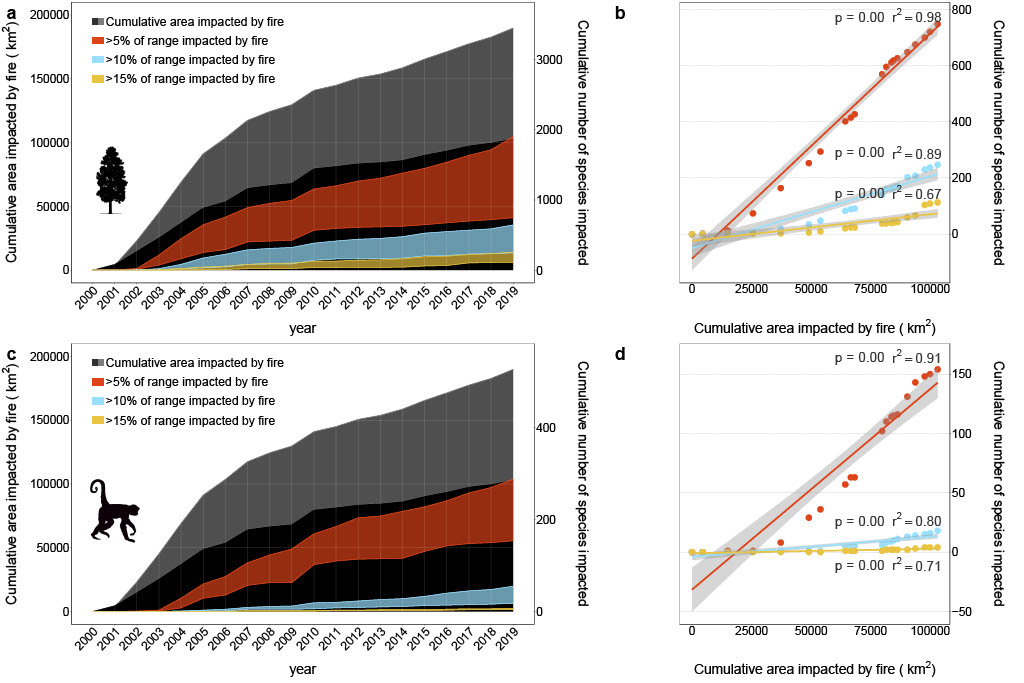 a
Cumulative area impacted by fire ( km²)
200000
150000
100000
50000
0
Cumulative area impacted by fire
>5% of range impacted by fire
>10% of range impacted by fire
>15% of range impacted by fire
3000
2000
1000
0
Cumulative number of species impacted
2000 2001 2002 2003 2004 2005 2006 2007 2008 2009 2010 2011 2012 2013 2014 2015 2016 2017 2018 2019
year
b
p = 0.00 r²=0.98
p = 0.00 r²=0.89
p = 0.00 r²=0.67
800
600
400
200
0
Cumulative number of species impacted
0 25000 50000 75000 100000
Cumulative area impacted by fire ( km²)
c
Cumulative area impacted by fire ( km²)
200000
150000
100000
50000
0
Cumulative area impacted by fire
>5% of range impacted by fire
>10% of range impacted by fire
>15% of range impacted by fire
400
200
0
Cumulative number of species impacted
2000 2001 2002 2003 2004 2005 2006 2007 2008 2009 2010 2011 2012 2013 2014 2015 2016 2017 2018 2019
year
d
p = 0.00 r²=0.91
p = 0.00 r²=0.80
p = 0.00 r²=0.71
150
100
50
0
−50
Cumulative number of species impacted
0 25000 50000 75000 100000
Cumulative area impacted by fire ( km²)